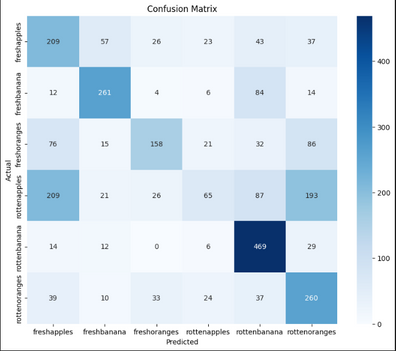 Confusion Matrix
freshapples 209 57 26 23 43 37
freshbanana 12 261 4 6 84 14
freshoranges 76 15 158 21 32 86
rottenapples 209 21 26 65 87 193
rottenbanana 14 12 0 6 469 29
rottenoranges 39 10 33 24 37 260
Actual
freshapples freshbanana freshoranges rottenapples rottenbanana rottenoranges
Predicted
400
300
200
100
0